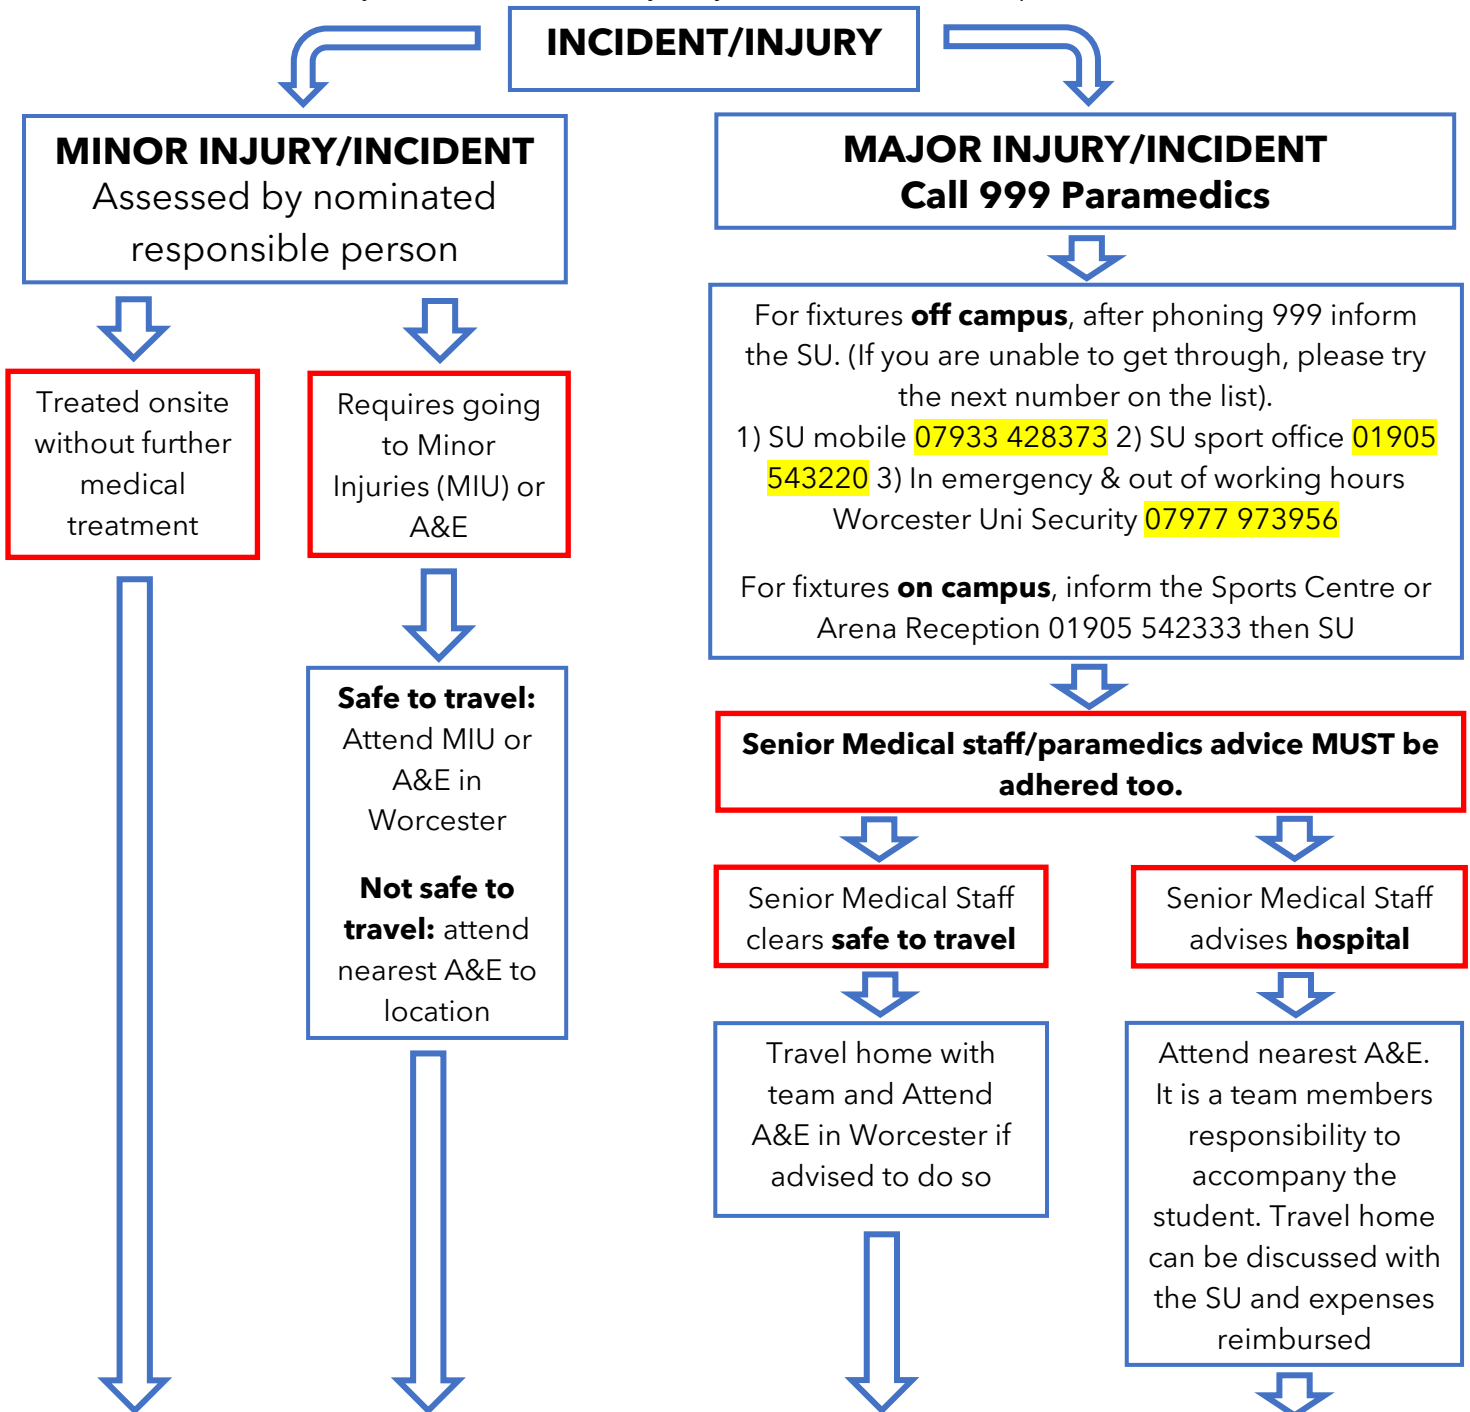 INCIDENT/INJURY
MINOR INJURY/INCIDENT
Assessed by nominated
responsible person
MAJOR INJURY/INCIDENT
Call 999 Paramedics
Treated onsite
without further
medical
treatment
Requires going
to Minor
Injuries (MIU) or
A&E
For fixtures off campus, after phoning 999 inform
the SU. (If you are unable to get through, please try
the next number on the list).
1) SU mobile 07933 428373 2) SU sport office 01905
543220 3) In emergency & out of working hours
Worcester Uni Security 07977 973956
For fixtures on campus, inform the Sports Centre or
Arena Reception 01905 542333 then SU
Safe to travel:
Attend MIU or
A&E in
Worcester
Not safe to
travel: attend
nearest A&E to
location
Senior Medical staff/paramedics advice MUST be
adhered too.
Senior Medical Staff
clears safe to travel
Senior Medical Staff
advises hospital
Travel home with
team and Attend
A&E in Worcester if
advised to do so
Attend nearest A&E.
It is a team members
responsibility to
accompany the
student. Travel home
can be discussed with
the SU and expenses
reimbursed